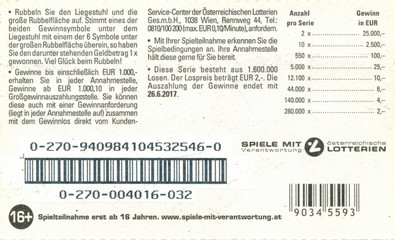 • Rubbeln Sie den Liegestuhl und die
große Rubbelfläche auf. Stimmt eines der
beiden Gewinnsymbole unter dem
Liegestuhl mit einem der 6 Symbole unter
der großen Rubbelfläche überein, so haben
Sie den darunter stehenden Geldbetrag 1 x
gewonnen. Viel Glück beim Rubbeln!
• Gewinne bis einschließlich EUR 1.000,-
erhalten Sie in jeder Annahmestelle,
Gewinne ab EUR 1.000,10 in jeder
Großgewinnauszahlungsstelle. Sie können
diese auch mit einer Gewinnanforderung
(liegt in jeder Annahmestelle auf) zusammen
mit dem Gewinnlos direkt vom Kunden-
Service-Center der Österreichischen Lotterien
Ges.m.b.H., 1038 Wien, Rennweg 44, Tel.:
0810/100 200 (max. EUR 0,10/Minute), anfordern.
• Mit Ihrer Spielteilnahme erkennen Sie die
Spielbedingungen an. Ihre Annahmestelle
hält diese gerne für Sie bereit.
• Diese Serie besteht aus 1.600.000
Losen. Der Lospreis beträgt EUR 2,-. Die
Auszahlung der Gewinne endet mit
26.6.2017.
Anzahl Gewinn
pro Serie in EUR
2 x 25.000,-
10 x 2.500,-
550 x 100,-
5.000 x 25,-
12.100 x 10,-
44.000 x 6,-
140.000 x 4,-
280.000 x 2,-
0-270-940984104532546-0
0-270-004016-032
SPIELE MIT
Verantwortung
österreichische
LOTTERIEN
9034 5593
16+ Spielteilnahme erst ab 16 Jahren. www.spiele-mit-verantwortung.at